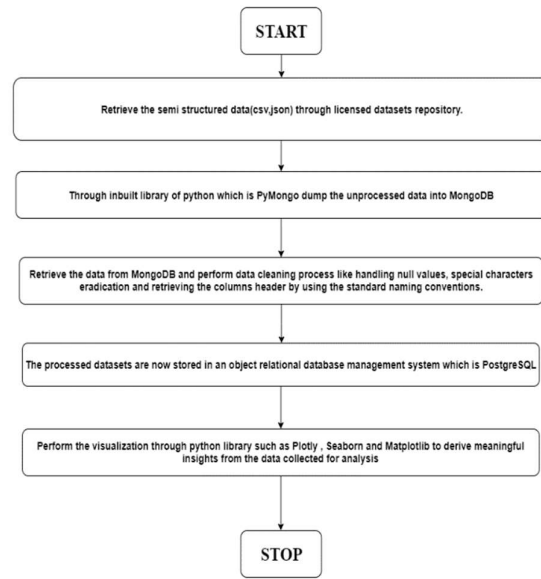 START
Retrieve the semi structured data(csv,json) through licensed datasets repository.
Through inbuilt library of python which is PyMongo dump the unprocessed data into MongoDB
Retrieve the data from MongoDB and perform data cleaning process like handling null values, special characters
eradication and retrieving the columns header by using the standard naming conventions.
The processed datasets are now stored in an object relational database management system which is PostgreSQL
Perform the visualization through python library such as Plotly , Seaborn and Matplotlib to derive meaningful
insights from the data collected for analysis
STOP